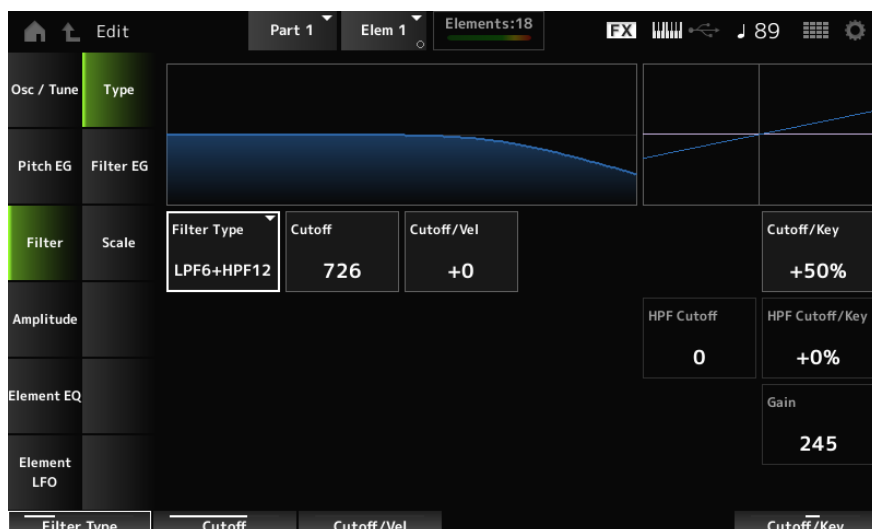 Edit
Part 1
Elem 1
Elements:18
FX
89
Osc / Tune
Type
Pitch EG
Filter EG
Filter
Scale
Amplitude
Element EQ
Element
LFO
Filter Type
LPF6+HPF12
Cutoff
726
Cutoff/Vel
+0
Cutoff/Key
+50%
HPF Cutoff
0
HPF Cutoff/Key
+0%
Gain
245
Filter Type
Cutoff
Cutoff/Vel
Cutoff/Key